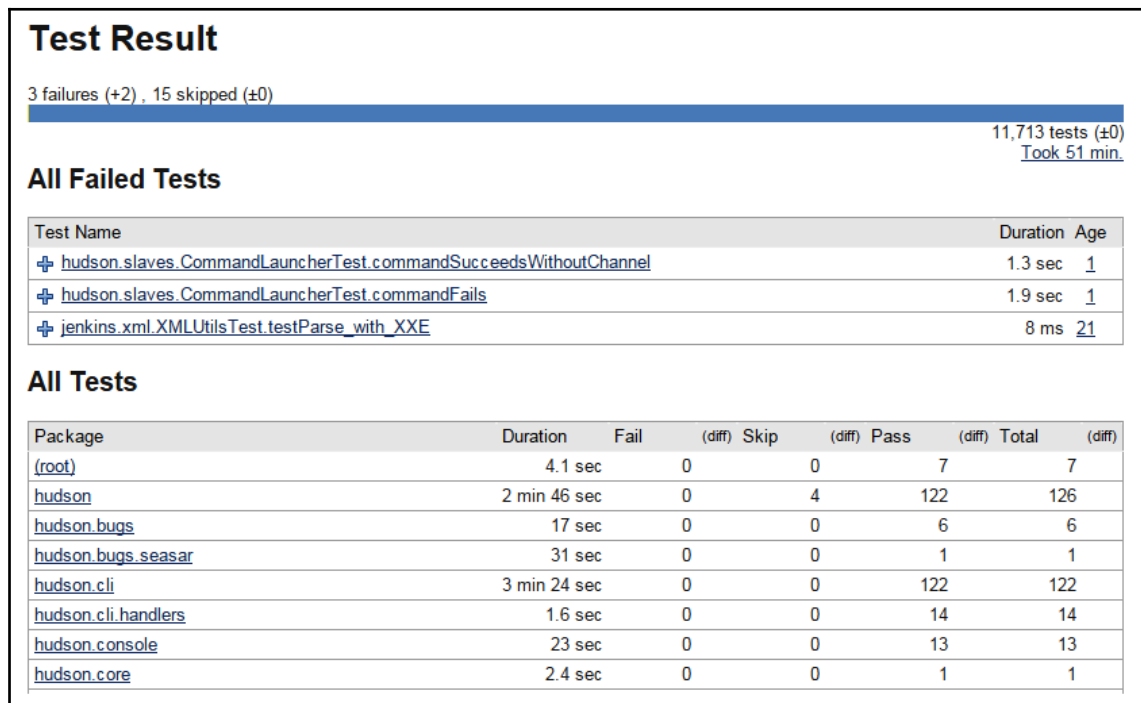 Test Result
3 failures (+2) , 15 skipped (±0)
11,713 tests (±0)
Took 51 min.
All Failed Tests
Test Name Duration Age
hudson.slaves.CommandLauncherTest.commandSucceedsWithoutChannel 1.3 sec 1
hudson.slaves.CommandLauncherTest.commandFails 1.9 sec 1
jenkins.xml.XMLUtilsTest.testParse_with_XXE 8 ms 21
All Tests
Package Duration Fail (diff) Skip (diff) Pass (diff) Total (diff)
(root) 4.1 sec 0 0 7 7
hudson 2 min 46 sec 0 4 122 126
hudson.bugs 17 sec 0 0 6 6
hudson.bugs.seasar 31 sec 0 0 1 1
hudson.cli 3 min 24 sec 0 0 122 122
hudson.cli.handlers 1.6 sec 0 0 14 14
hudson.console 23 sec 0 0 13 13
hudson.core 2.4 sec 0 0 1 1